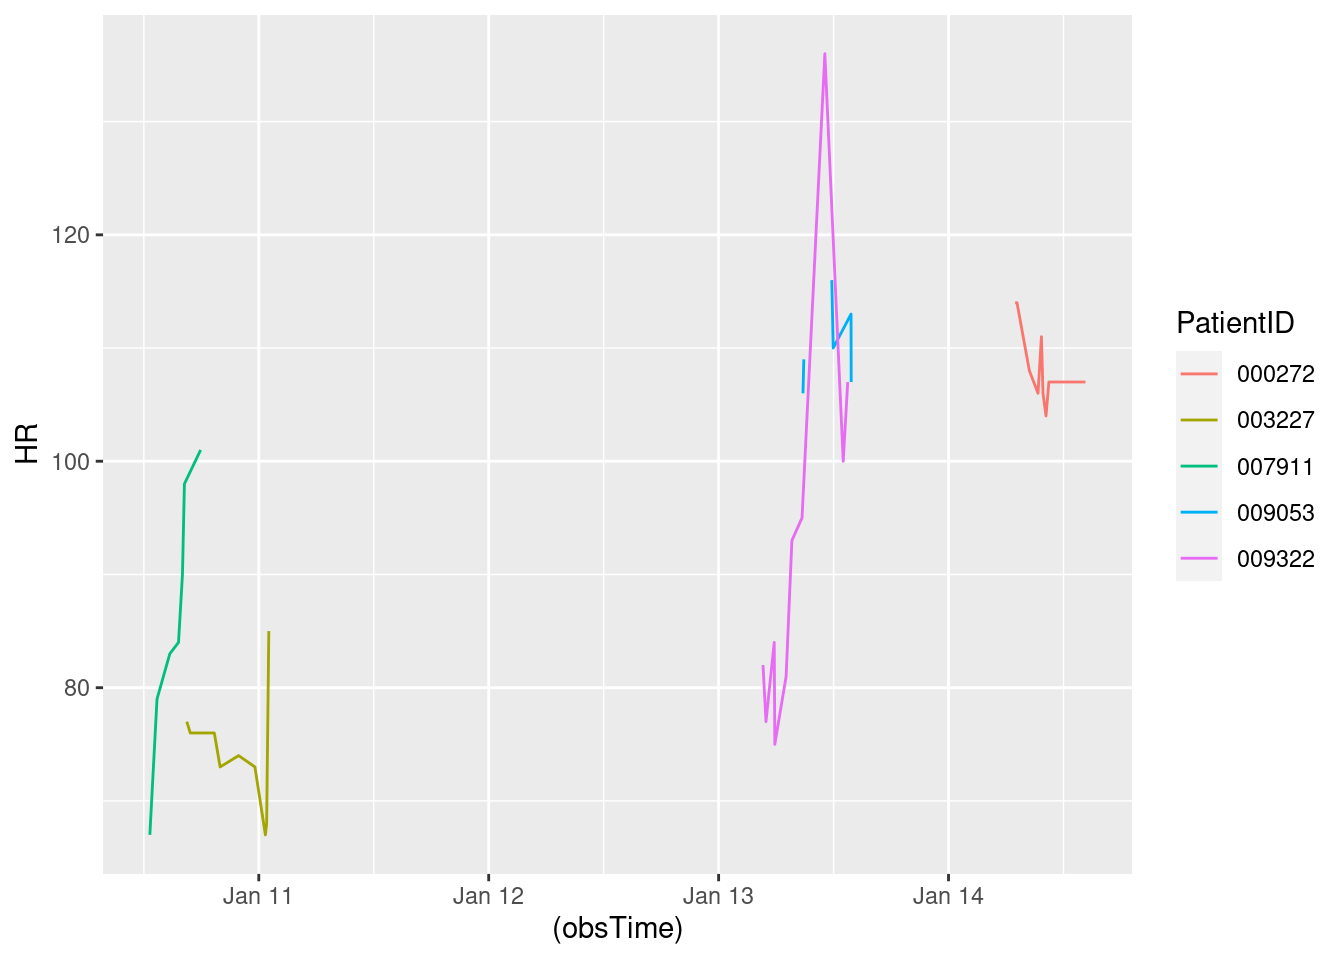 HR
120
100
80
Jan 11
Jan 12
Jan 13
Jan 14
(obsTime)
PatientID
000272
003227
007911
009053
009322